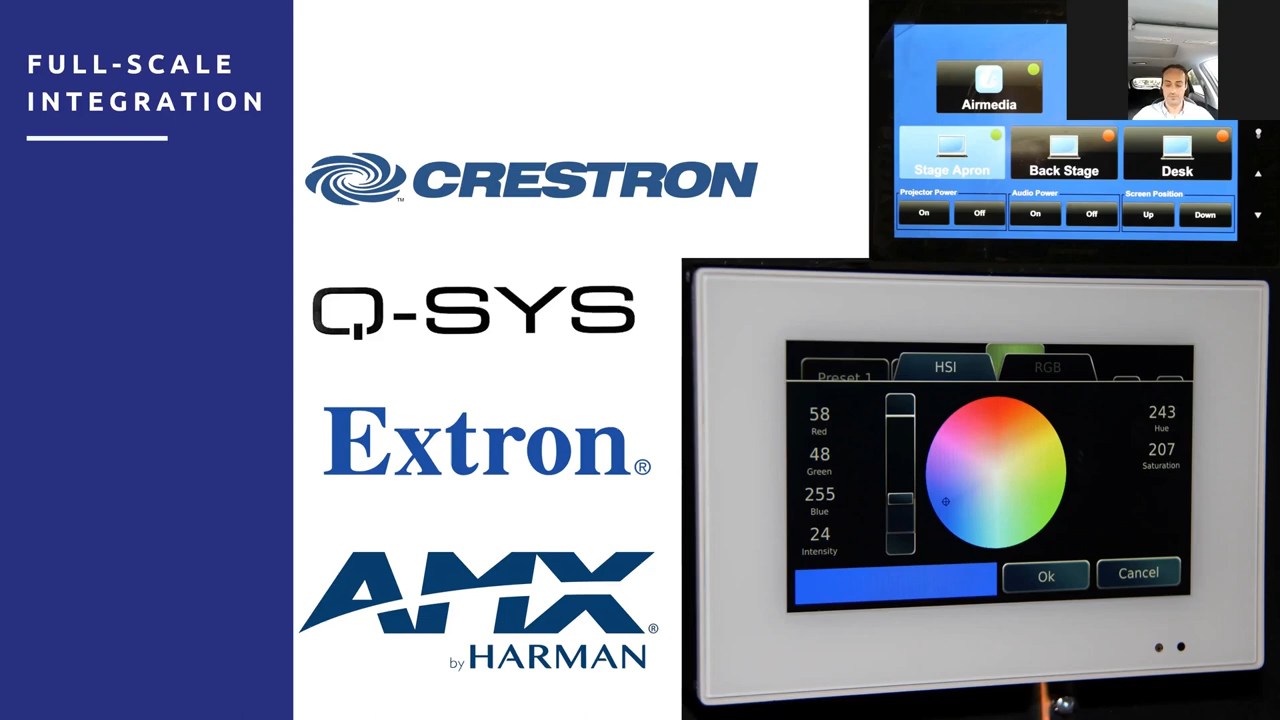 FULL-SCALE
INTEGRATION
CRESTRON
™
Q-SYS
Extron®
AMX®
by HARMAN
Airmedia
Stage Apron
Back Stage
Desk
Projector Power
Audio Power
Screen Position
On
Off
On
Off
Up
Down
Preset 1
HSI
RGB
58
Red
48
Green
255
Blue
24
Intensity
243
Hue
207
Saturation
Ok
Cancel